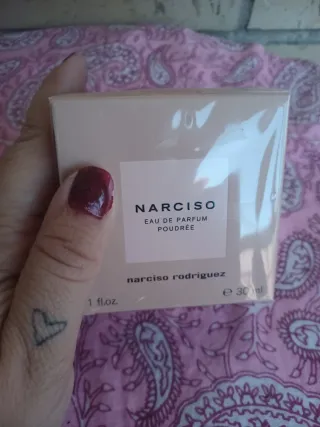 NARCISO
EAU DE PARFUM
POUDRÉE
narciso rodriguez
1 fl.oz. ℮ 30 ml